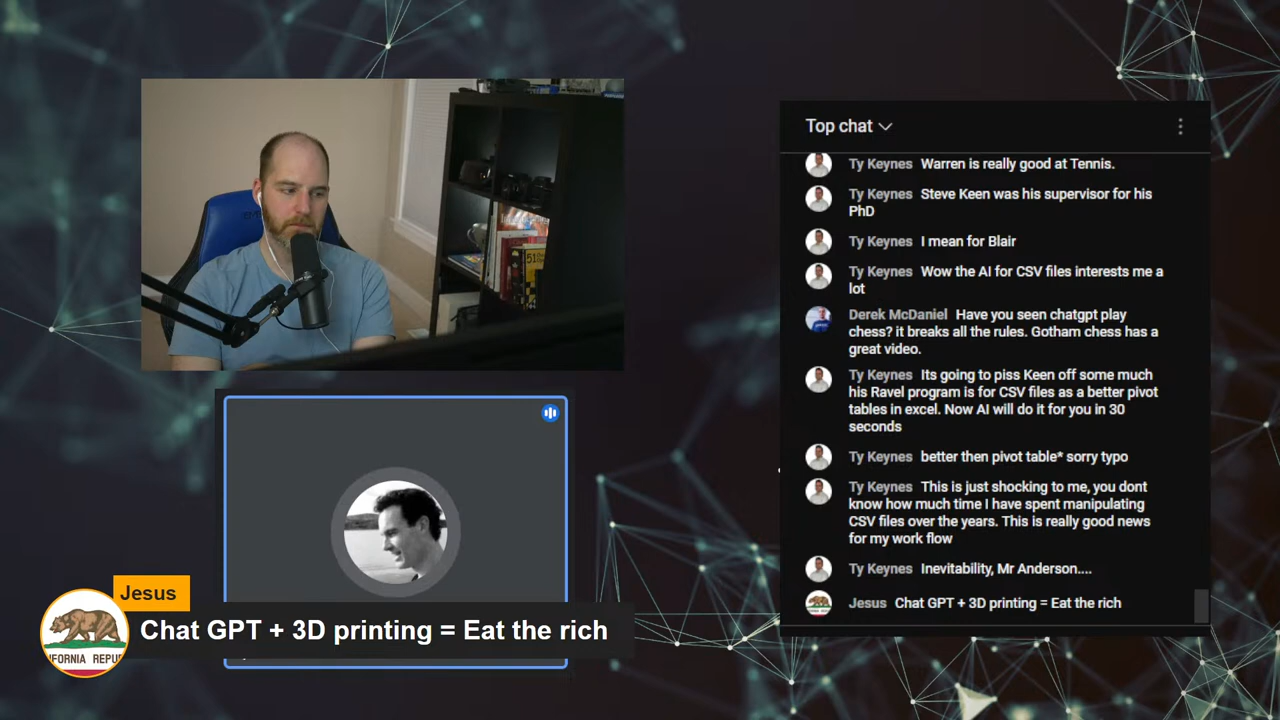 Top chat
Ty Keynes Warren is really good at Tennis.
Ty Keynes Steve Keen was his supervisor for his
PhD
Ty Keynes I mean for Blair
Ty Keynes Wow the AI for CSV files interests me a
lot
Derek McDaniel Have you seen chatgpt play
chess? it breaks all the rules. Gotham chess has a
great video.
Ty Keynes Its going to piss Keen off some much
his Ravel program is for CSV files as a better pivot
tables in excel. Now AI will do it for you in 30
seconds
Ty Keynes better then pivot table* sorry typo
Ty Keynes This is just shocking to me, you dont
know how much time I have spent manipulating
CSV files over the years. This is really good news
for my work flow
Ty Keynes Inevitability, Mr Anderson....
Jesus Chat GPT + 3D printing = Eat the rich
Jesus
Chat GPT + 3D printing = Eat the rich
IFORNIA REPU
51